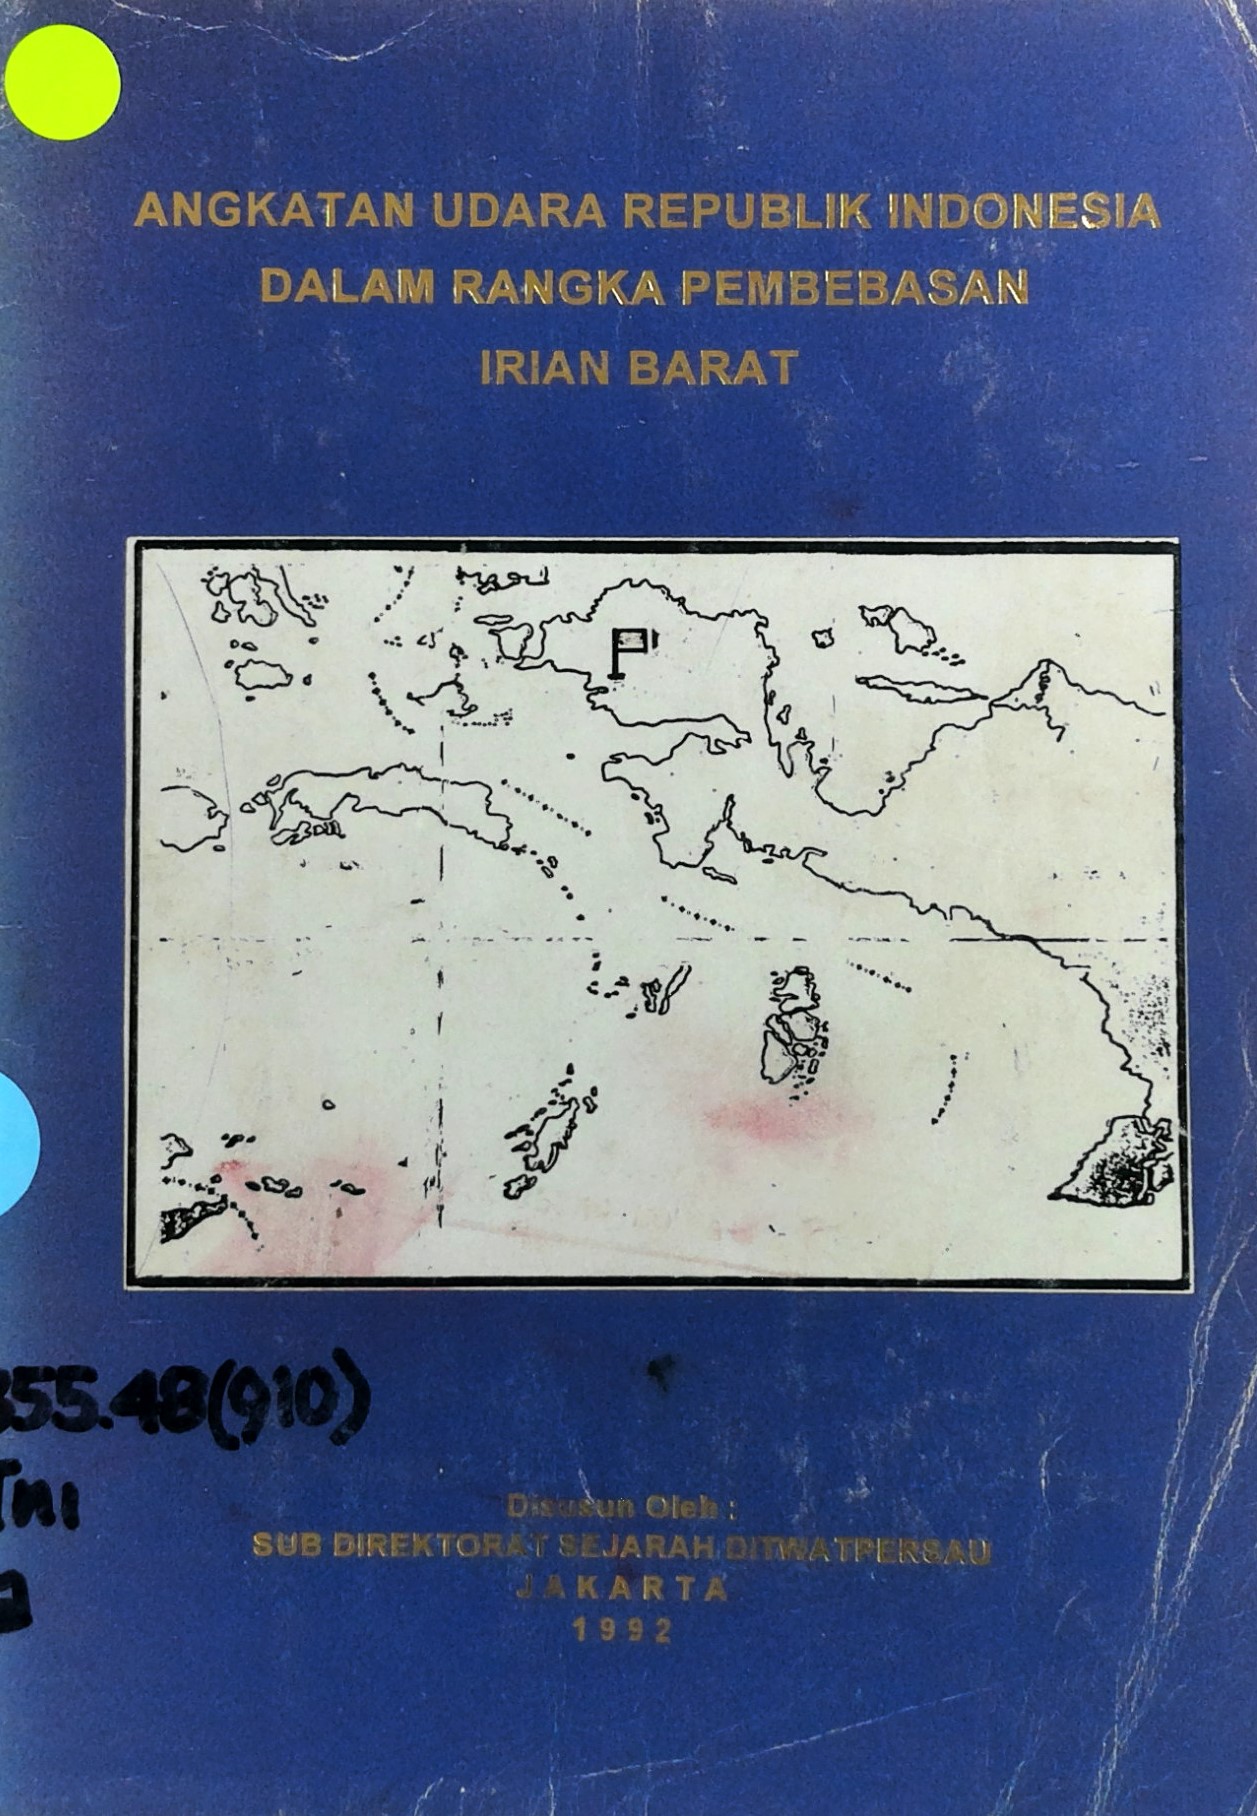 ANGKATAN UDARA REPUBLIK INDONESIA
DALAM RANGKA PEMBEBASAN
IRIAN BARAT
355.48(910)
Tni
Disusun Oleh :
SUB DIREKTORAT SEJARAH DITWATPERSAU
JAKARTA
1992